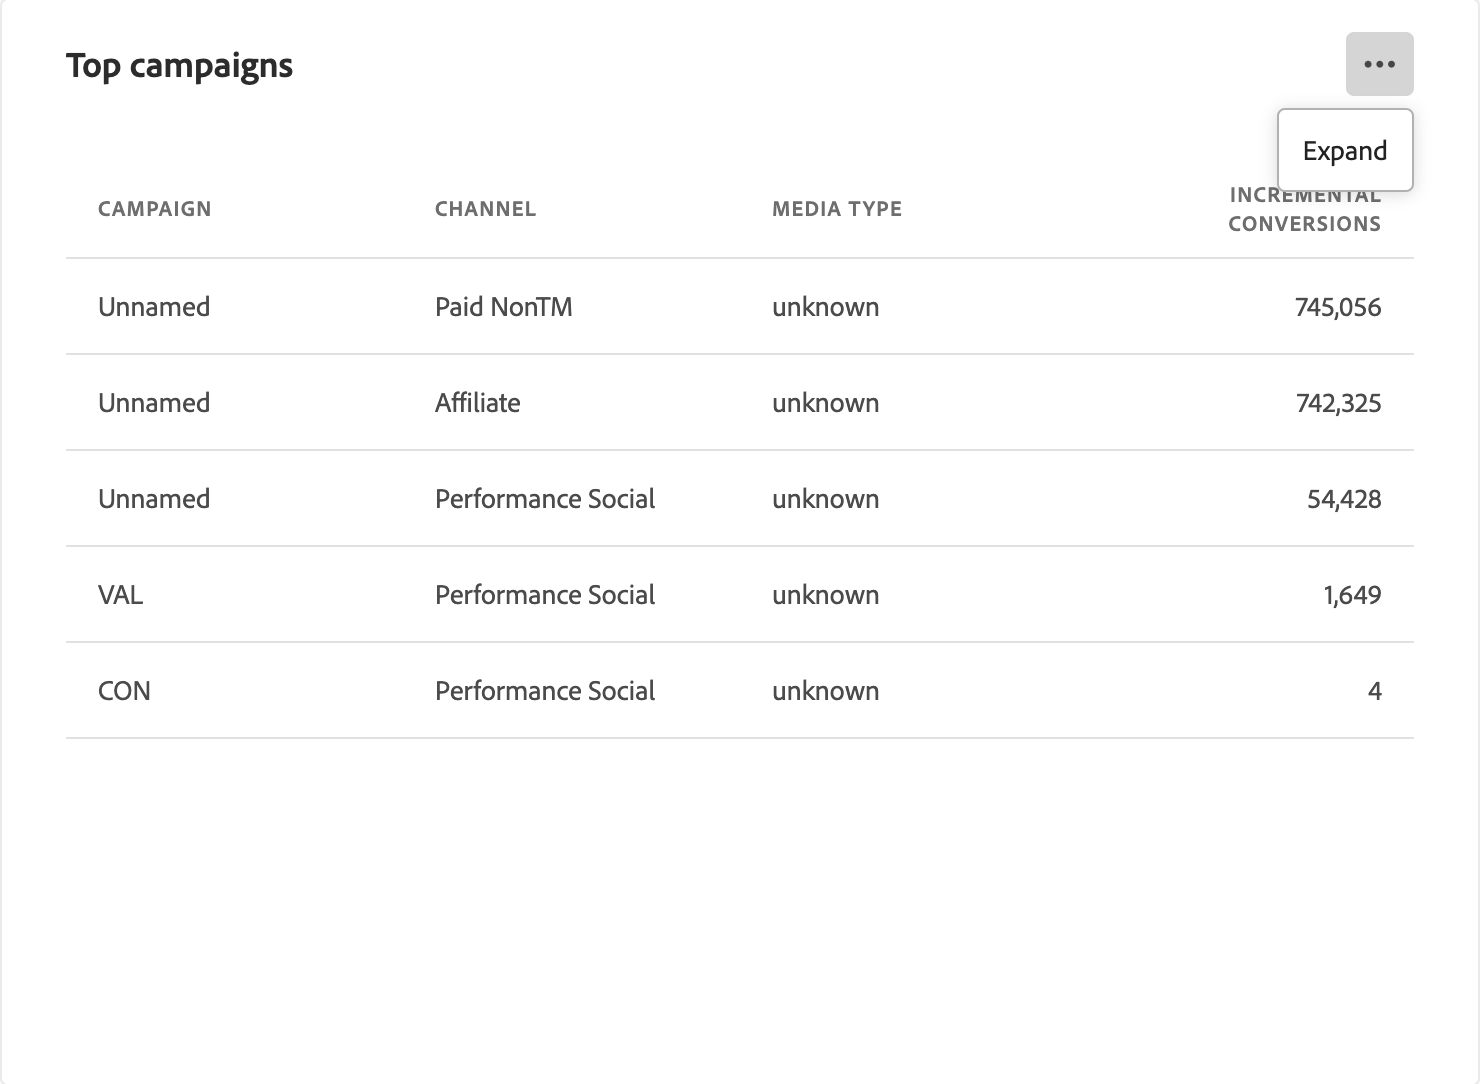 Top campaigns
Expand
CAMPAIGN CHANNEL MEDIA TYPE INCREMENTAL
CONVERSIONS
Unnamed Paid NonTM unknown 745,056
Unnamed Affiliate unknown 742,325
Unnamed Performance Social unknown 54,428
VAL Performance Social unknown 1,649
CON Performance Social unknown 4